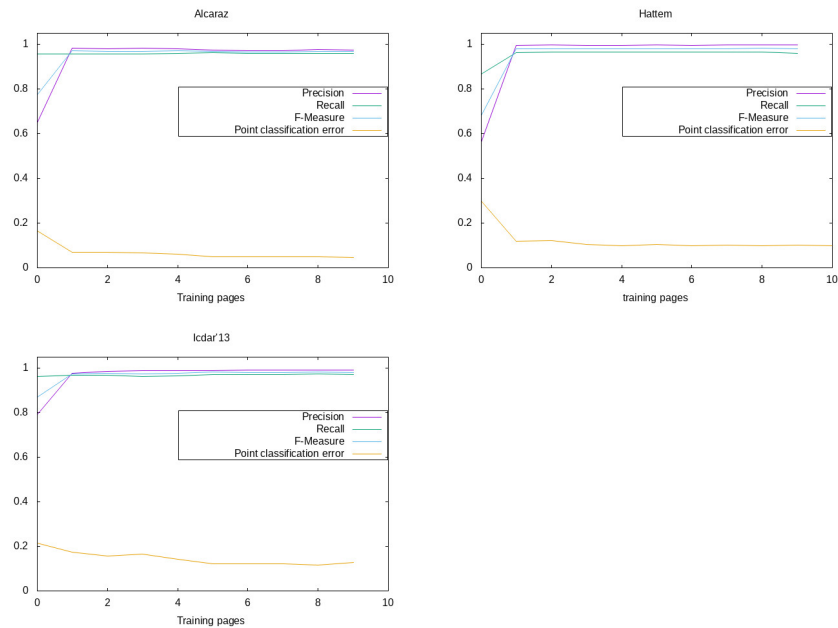 Alcaraz
1
0.8
0.6
0.4
0.2
0
0 2 4 6 8 10
Training pages
Precision
Recall
F-Measure
Point classification error
Hattem
1
0.8
0.6
0.4
0.2
0
0 2 4 6 8 10
training pages
Precision
Recall
F-Measure
Point classification error
Icdar'13
1
0.8
0.6
0.4
0.2
0
0 2 4 6 8 10
Training pages
Precision
Recall
F-Measure
Point classification error